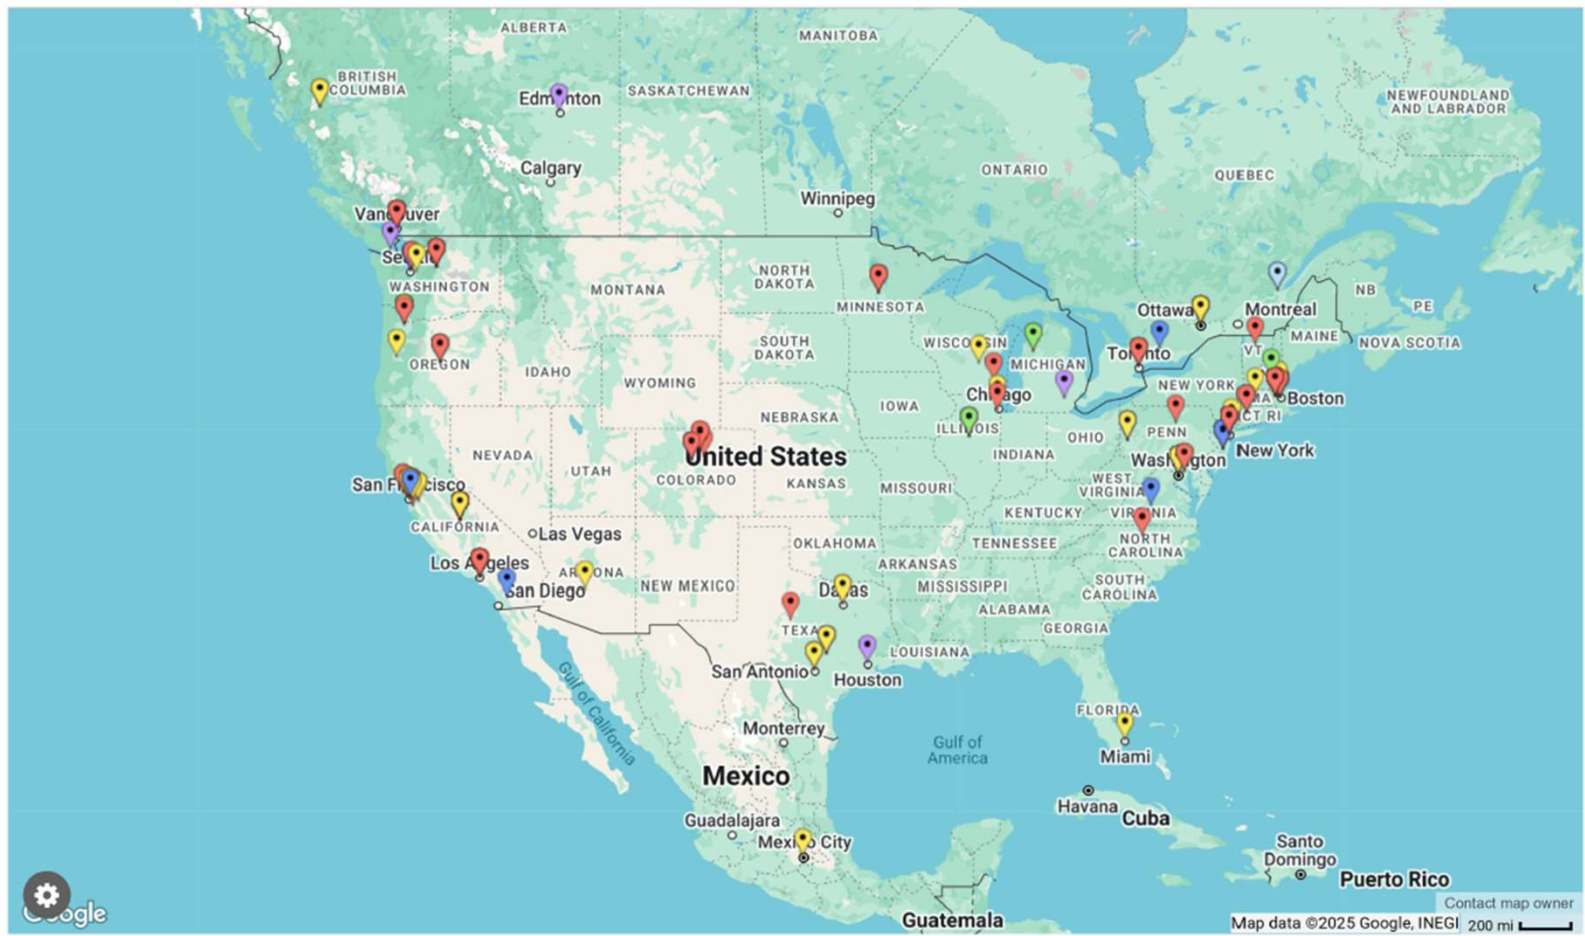 ALBERTA
MANITOBA
BRITISH
COLUMBIA
Edmonton
SASKATCHEWAN
NEWFOUNDLAND
AND LABRADOR
Calgary
ONTARIO
QUEBEC
Winnipeg
Vancouver
Seattle
WASHINGTON
MONTANA
NORTH
DAKOTA
MINNESOTA
Ottawa
Montreal
NB
PE
MAINE
NOVA SCOTIA
VT
Toronto
WISCONSIN
MICHIGAN
SOUTH
DAKOTA
OREGON
IDAHO
WYOMING
NEW YORK
MA
Boston
CT RI
Chicago
IOWA
NEBRASKA
ILLINOIS
OHIO
PENN
New York
NEVADA
United States
INDIANA
Washington
UTAH
COLORADO
KANSAS
MISSOURI
WEST
VIRGINIA
VIRGINIA
San Francisco
CALIFORNIA
KENTUCKY
Las Vegas
OKLAHOMA
TENNESSEE
NORTH
CAROLINA
Los Angeles
ARIZONA
NEW MEXICO
ARKANSAS
MISSISSIPPI
SOUTH
CAROLINA
San Diego
Dallas
ALABAMA
GEORGIA
TEXAS
LOUISIANA
San Antonio
Houston
Gulf of California
FLORIDA
Monterrey
Gulf of
America
Miami
Mexico
Havana
Cuba
Guadalajara
Mexico City
Santo
Domingo
Puerto Rico
Guatemala
Google
Contact map owner
Map data ©2025 Google, INEGI
200 mi